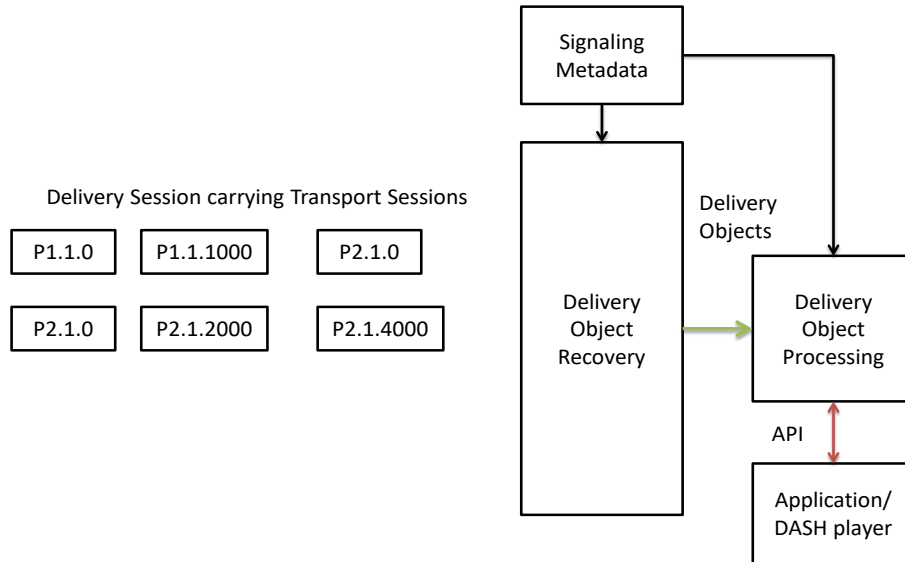 Signaling
Metadata
Delivery Session carrying Transport Sessions
P1.1.0
P1.1.1000
P2.1.0
P2.1.0
P2.1.2000
P2.1.4000
Delivery
Object
Recovery
Delivery
Objects
Delivery
Object
Processing
API
Application/
DASH player